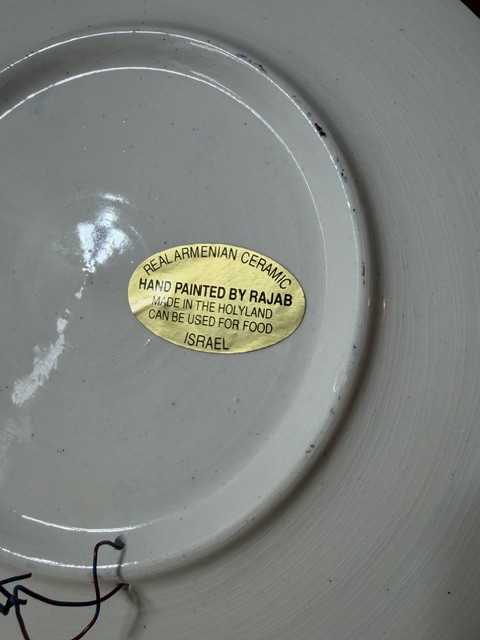 REAL ARMENIAN CERAMIC
HAND PAINTED BY RAJAB
MADE IN THE HOLYLAND
CAN BE USED FOR FOOD
ISRAEL